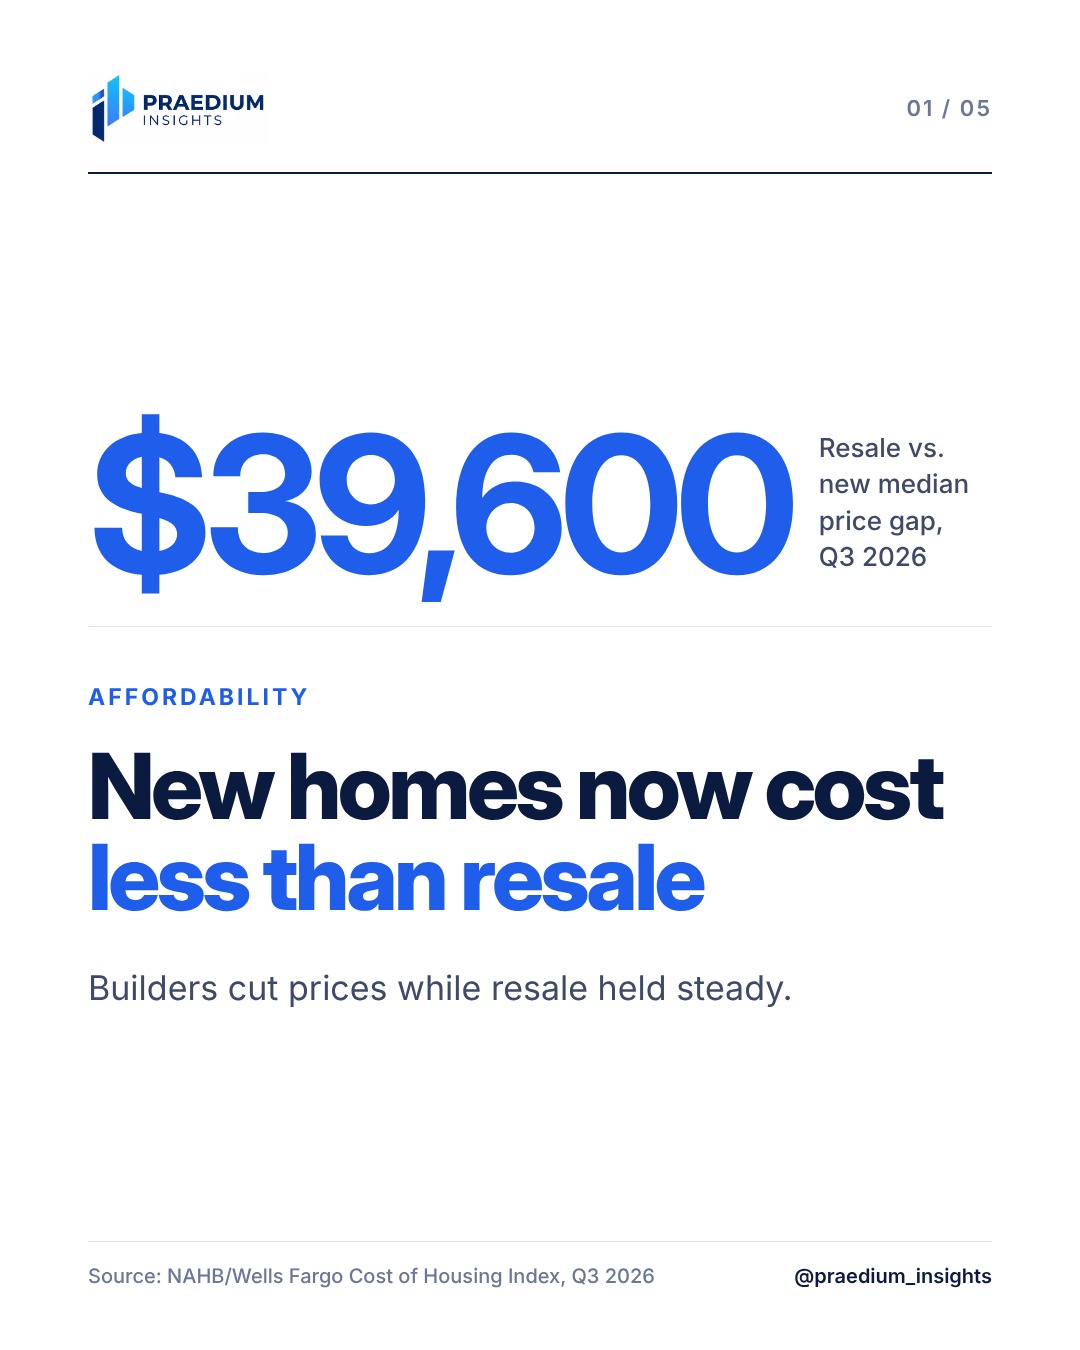 PRAEDIUM
INSIGHTS
01 / 05
$39,600
Resale vs.
new median
price gap,
Q3 2026
AFFORDABILITY
New homes now cost
less than resale
Builders cut prices while resale held steady.
Source: NAHB/Wells Fargo Cost of Housing Index, Q3 2026
@praedium_insights